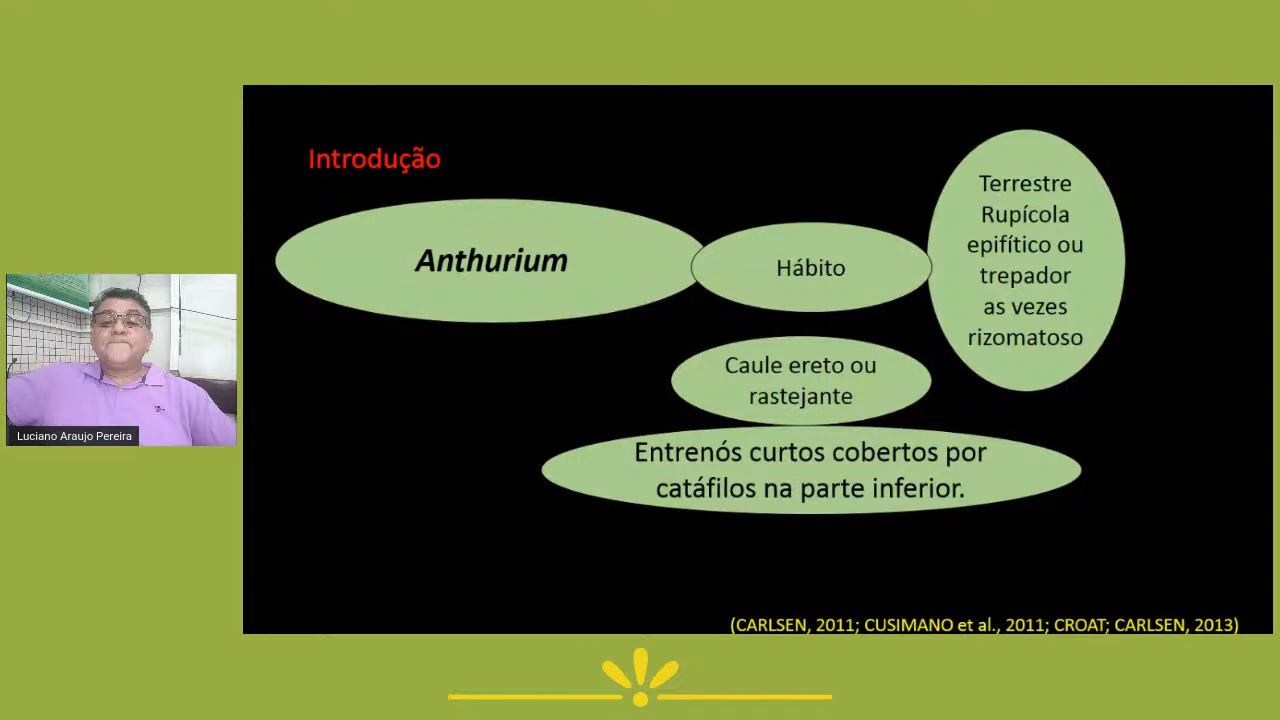 Introdução
Anthurium
Hábito
Terrestre
Rupícola
epifítico ou
trepador
as vezes
rizomatoso
Caule ereto ou
rastejante
Entrenós curtos cobertos por
catáfilos na parte inferior.
Luciano Araujo Pereira
(CARLSEN, 2011; CUSIMANO et al., 2011; CROAT; CARLSEN, 2013)